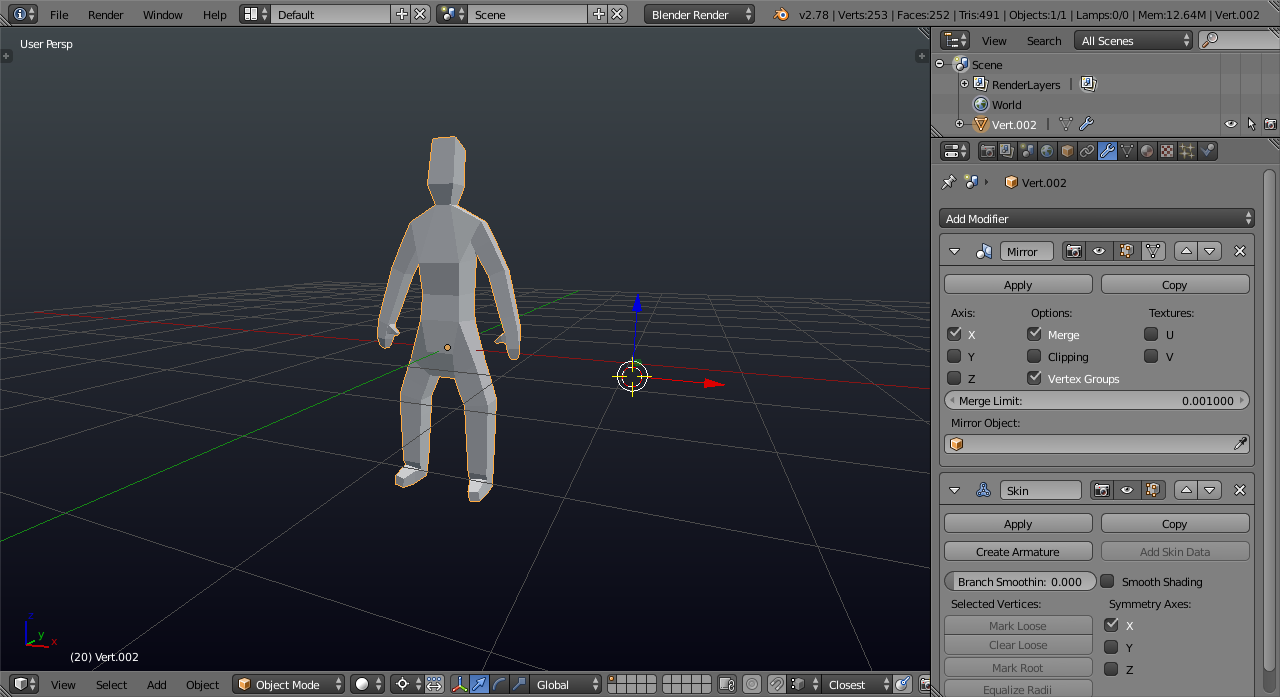 File Render Window Help Default Scene Blender Render v2.78 | Verts:253 | Faces:252 | Tris:491 | Objects:1/1 | Lamps:0/0 | Mem:12.64M | Vert.002
User Persp
View Search All Scenes
Scene
RenderLayers |
World
Vert.002 |
Vert.002
Add Modifier
Mirror
Apply Copy
Axis: Options: Textures:
X Merge U
Y Clipping V
Z Vertex Groups
Merge Limit: 0.001000
Mirror Object:
Skin
Apply Copy
Create Armature Add Skin Data
Branch Smoothin: 0.000 Smooth Shading
Selected Vertices: Symmetry Axes:
Mark Loose X
Clear Loose Y
Mark Root Z
Equalize Radii
z
y
x
(20) Vert.002
View Select Add Object Object Mode Global Closest